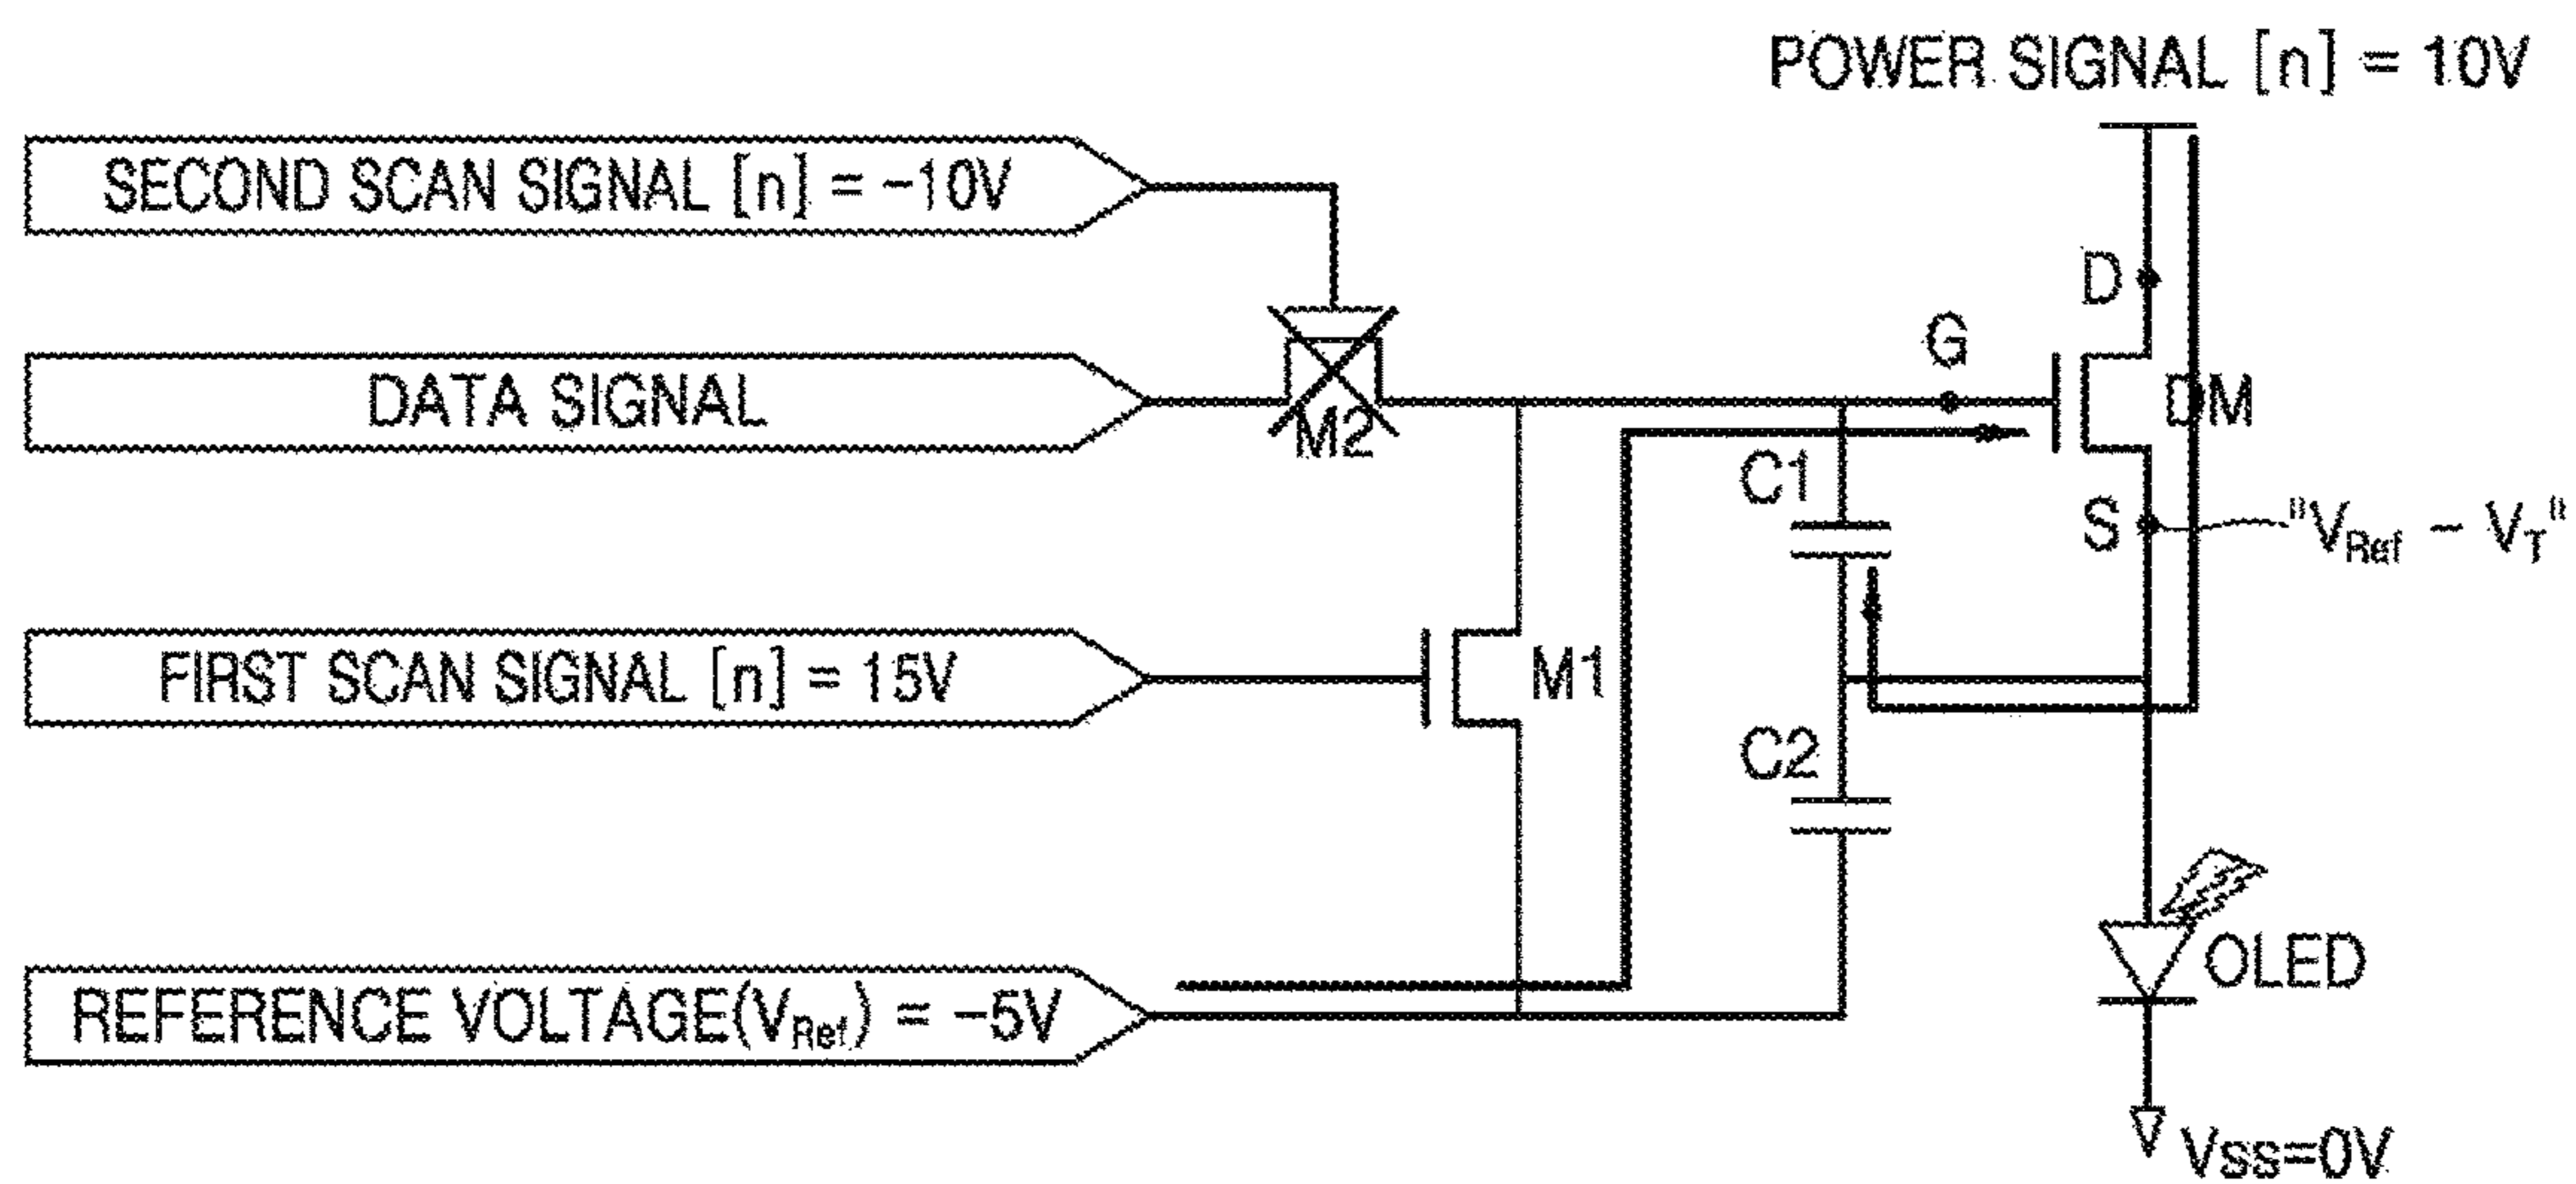 POWER SIGNAL [n] = 10V
SECOND SCAN SIGNAL [n] = -10V
D
G
DATA SIGNAL
DM
M2
C1
S
"VRef - VT"
FIRST SCAN SIGNAL [n] = 15V
M1
C2
OLED
REFERENCE VOLTAGE(VRef) = -5V
Vss=0V